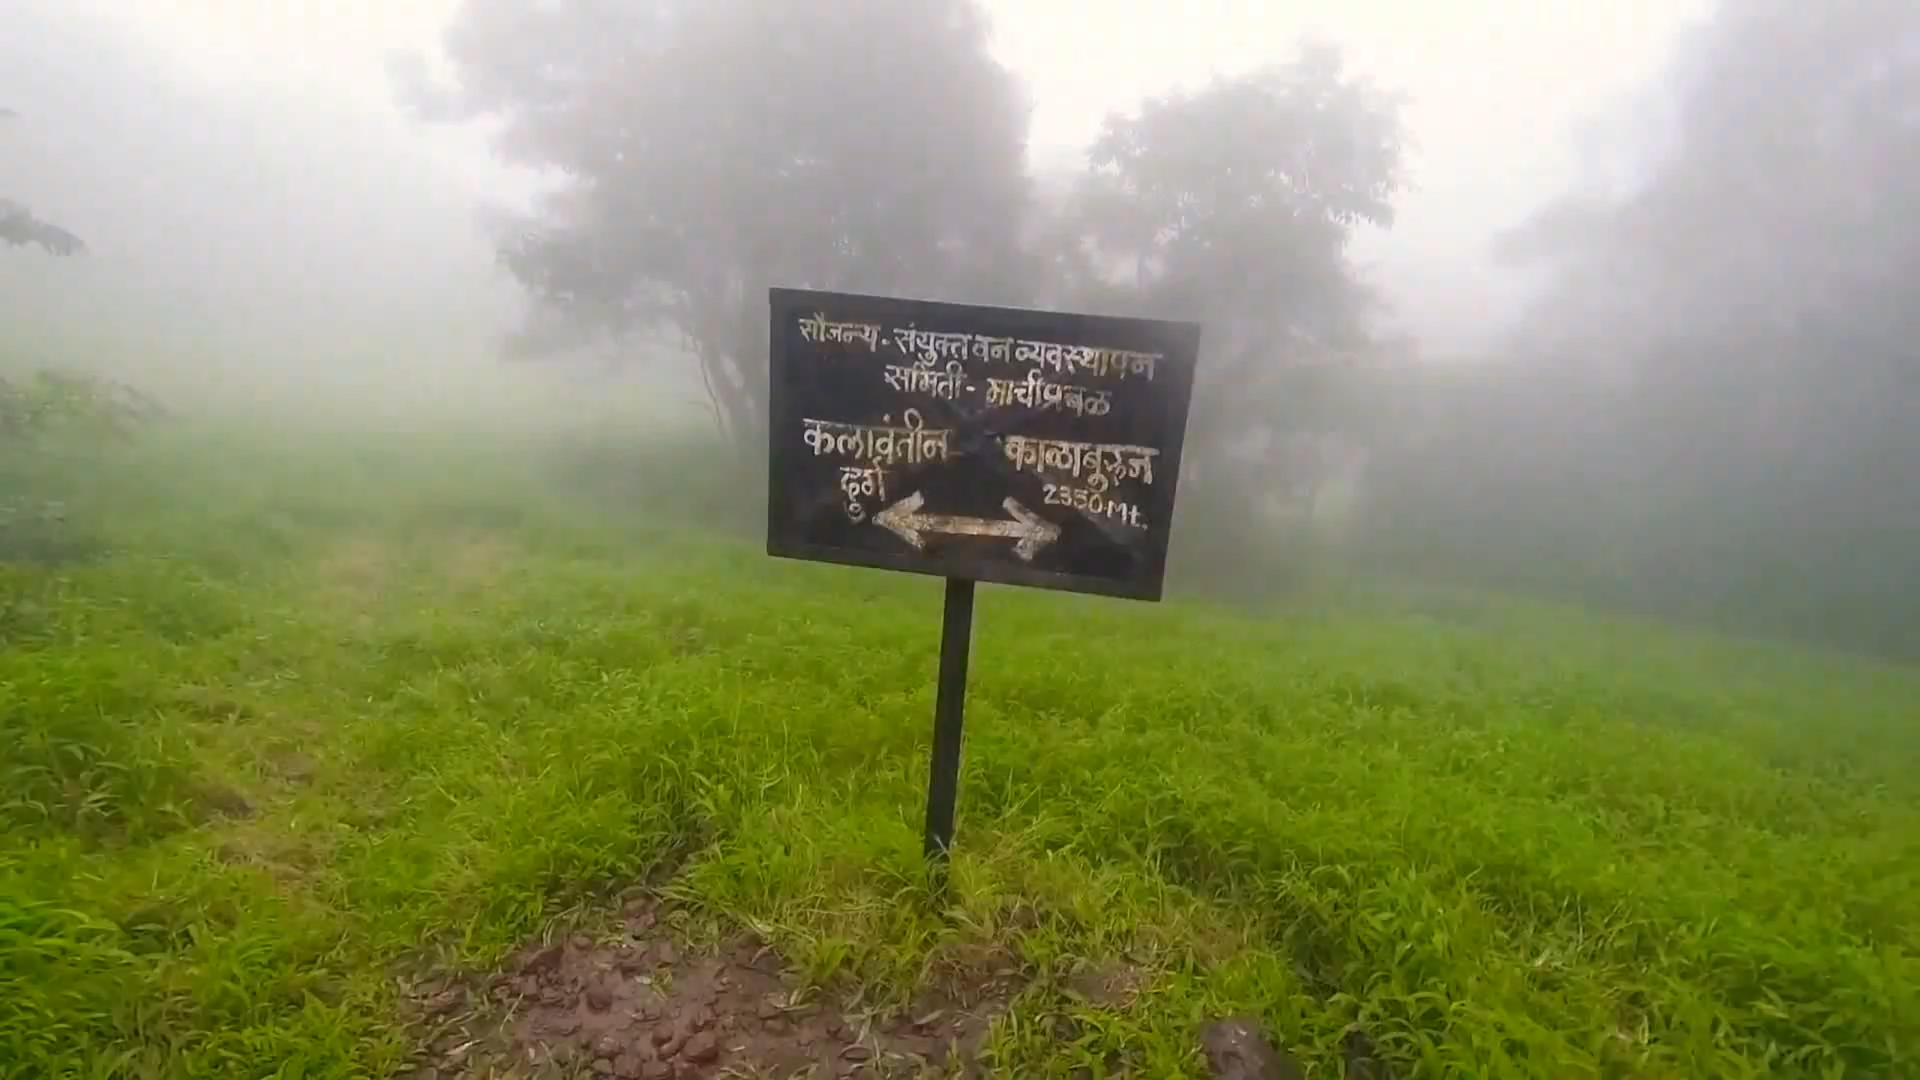 सौजन्य - संयुक्त वन व्यवस्थापन
समिती - माचीप्रबळ
कलावंतीन काळाबुरुज
दुर्ग 2350 Mt.